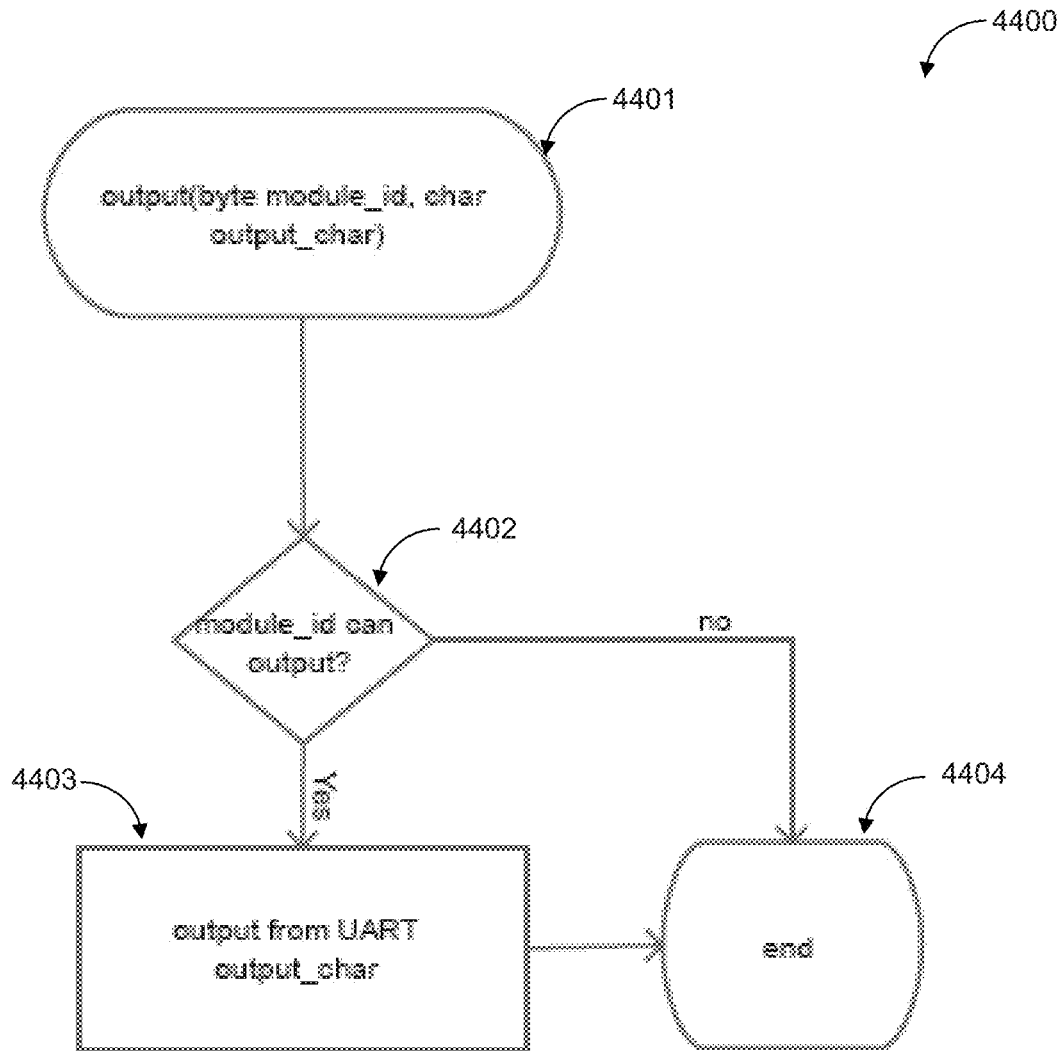 4400
4401
output(byte module_id, char
output_char)
4402
module_id can
output?
no
Yes
4403
4404
output from UART
output_char
end